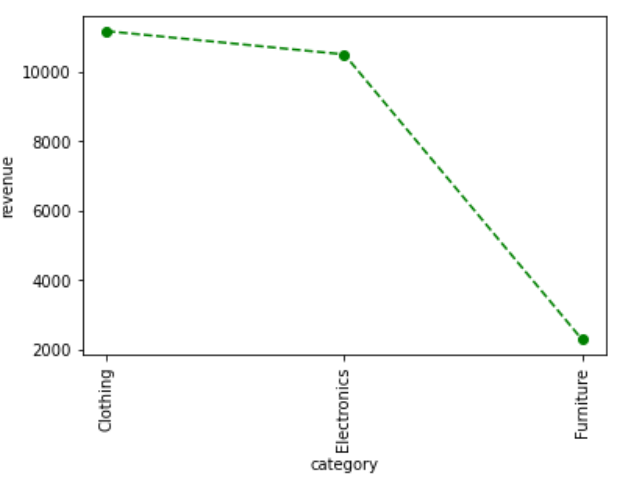 10000
8000
6000
4000
2000
revenue
Clothing
Electronics
Furniture
category